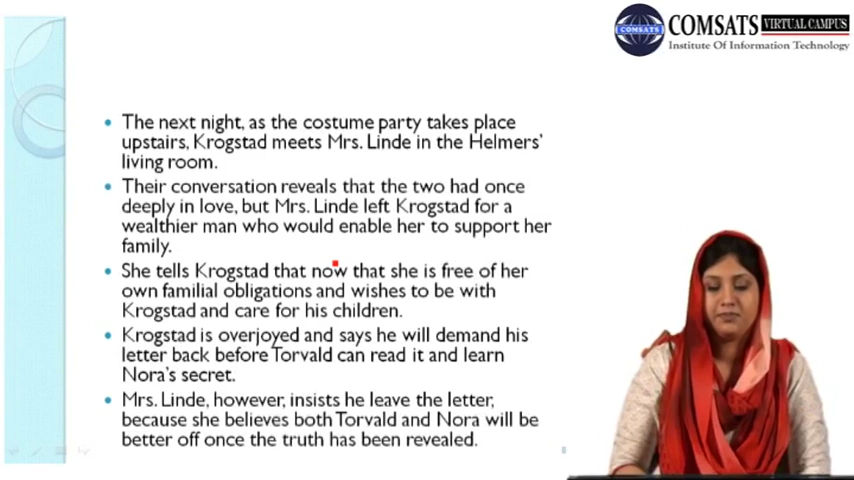 COMSATS VIRTUAL CAMPUS
COMSATS
Institute Of Information Technology
The next night, as the costume party takes place
upstairs, Krogstad meets Mrs. Linde in the Helmers'
living room.
Their conversation reveals that the two had once
deeply in love, but Mrs. Linde left Krogstad for a
wealthier man who would enable her to support her
family.
She tells Krogstad that now that she is free of her
own familial obligations and wishes to be with
Krogstad and care for his children.
Krogstad is overjoyed and says he will demand his
letter back before Torvald can read it and learn
Nora's secret.
Mrs. Linde, however, insists he leave the letter,
because she believes both Torvald and Nora will be
better off once the truth has been revealed.